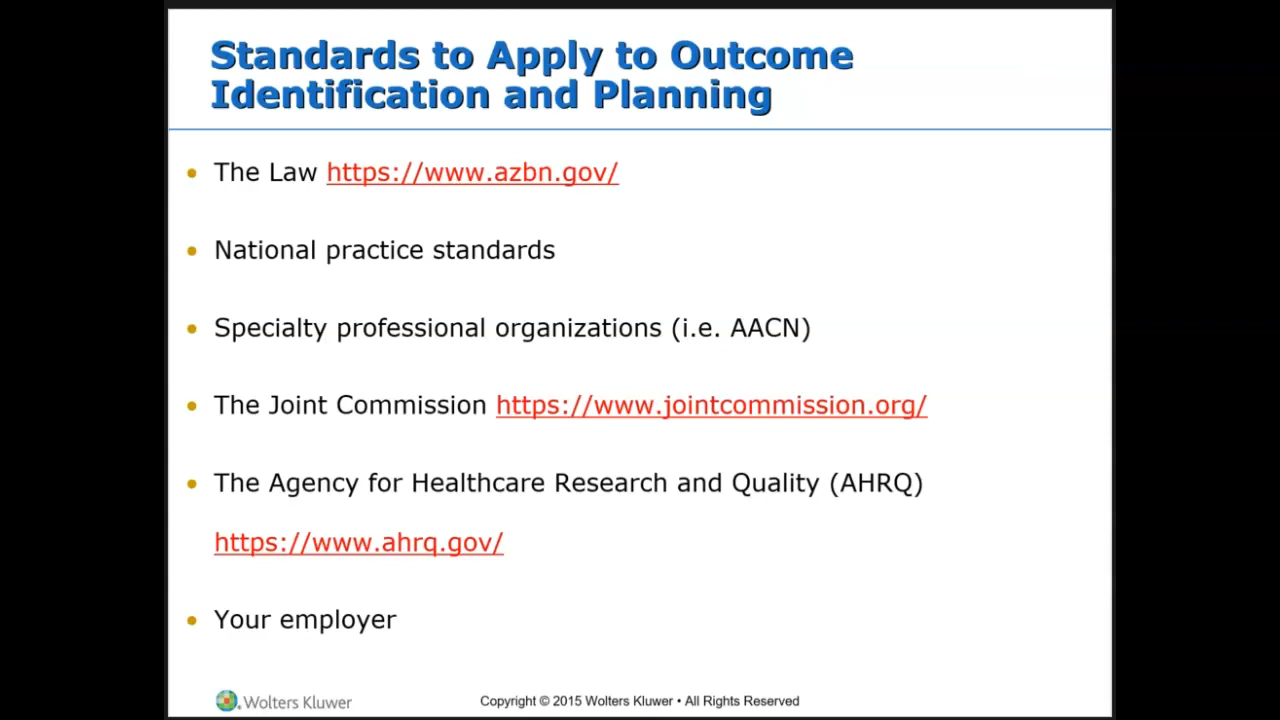 Standards to Apply to Outcome
Identification and Planning
• The Law https://www.azbn.gov/
• National practice standards
• Specialty professional organizations (i.e. AACN)
• The Joint Commission https://www.jointcommission.org/
• The Agency for Healthcare Research and Quality (AHRQ)
https://www.ahrq.gov/
• Your employer
Wolters Kluwer
Copyright © 2015 Wolters Kluwer • All Rights Reserved